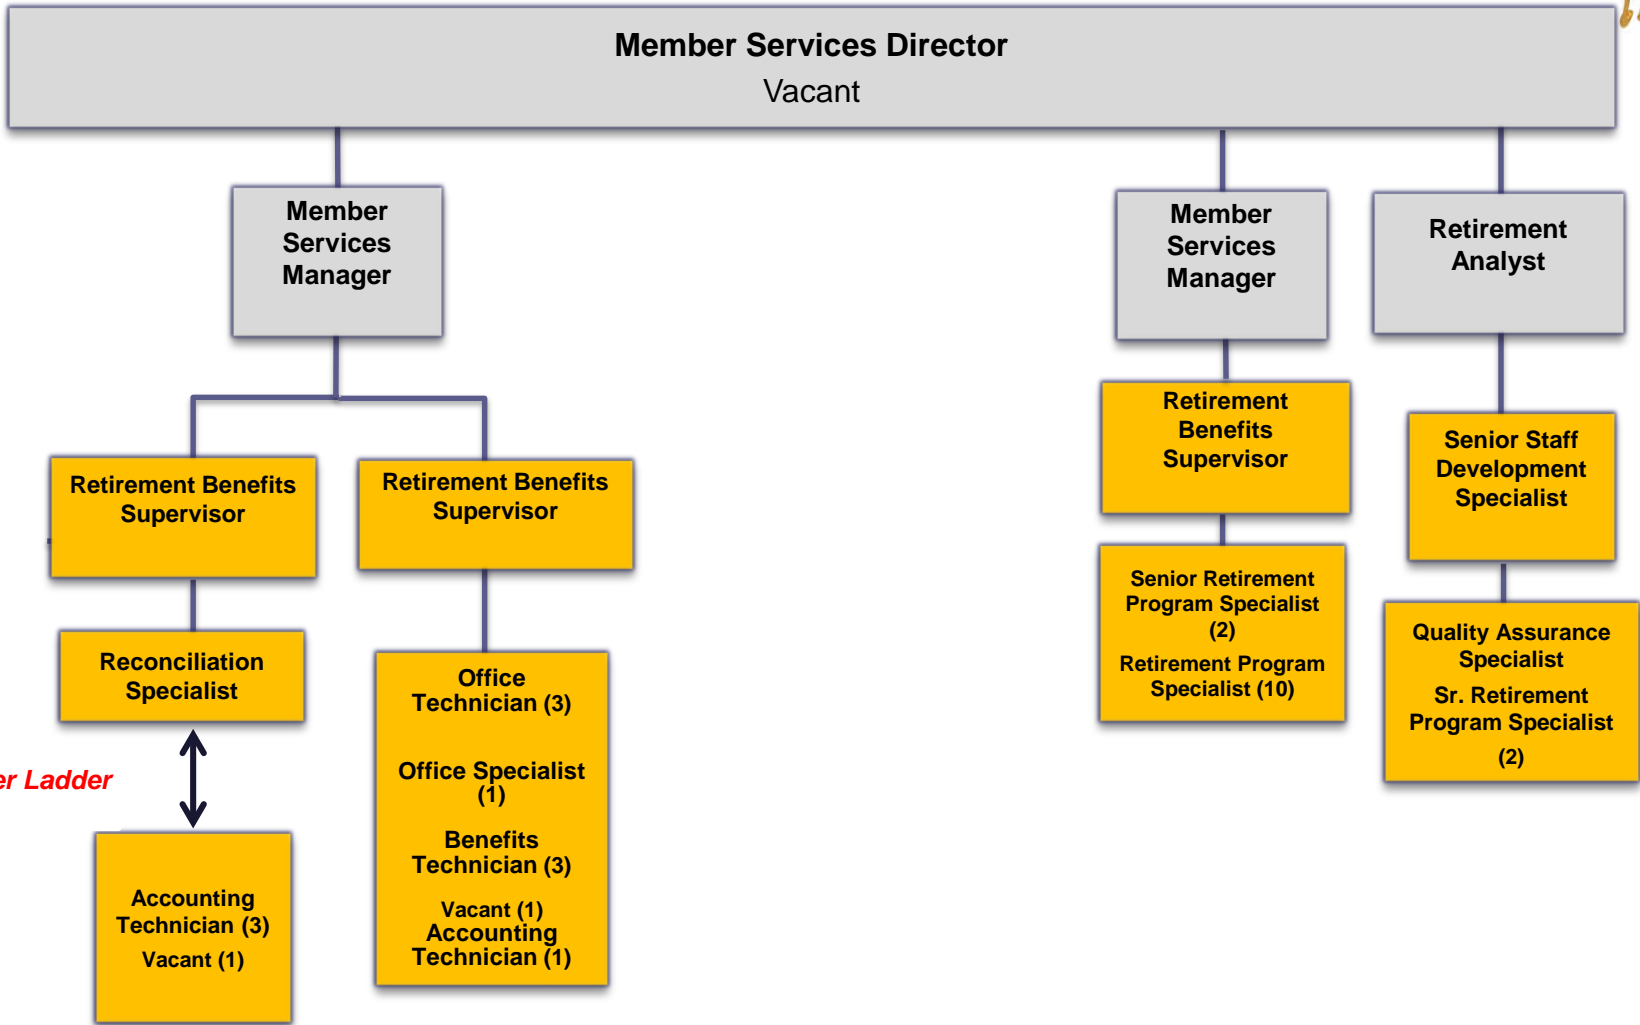 Member Services Director
Vacant
Member
Services
Manager
Member
Services
Manager
Retirement
Analyst
Retirement Benefits
Supervisor
Retirement Benefits
Supervisor
Retirement
Benefits
Supervisor
Senior Staff
Development
Specialist
Reconciliation
Specialist
Office
Technician (3)
Office Specialist
(1)
Benefits
Technician (3)
Vacant (1)
Accounting
Technician (1)
Senior Retirement
Program Specialist
(2)
Retirement Program
Specialist (10)
Quality Assurance
Specialist
Sr. Retirement
Program Specialist
(2)
er Ladder
Accounting
Technician (3)
Vacant (1)